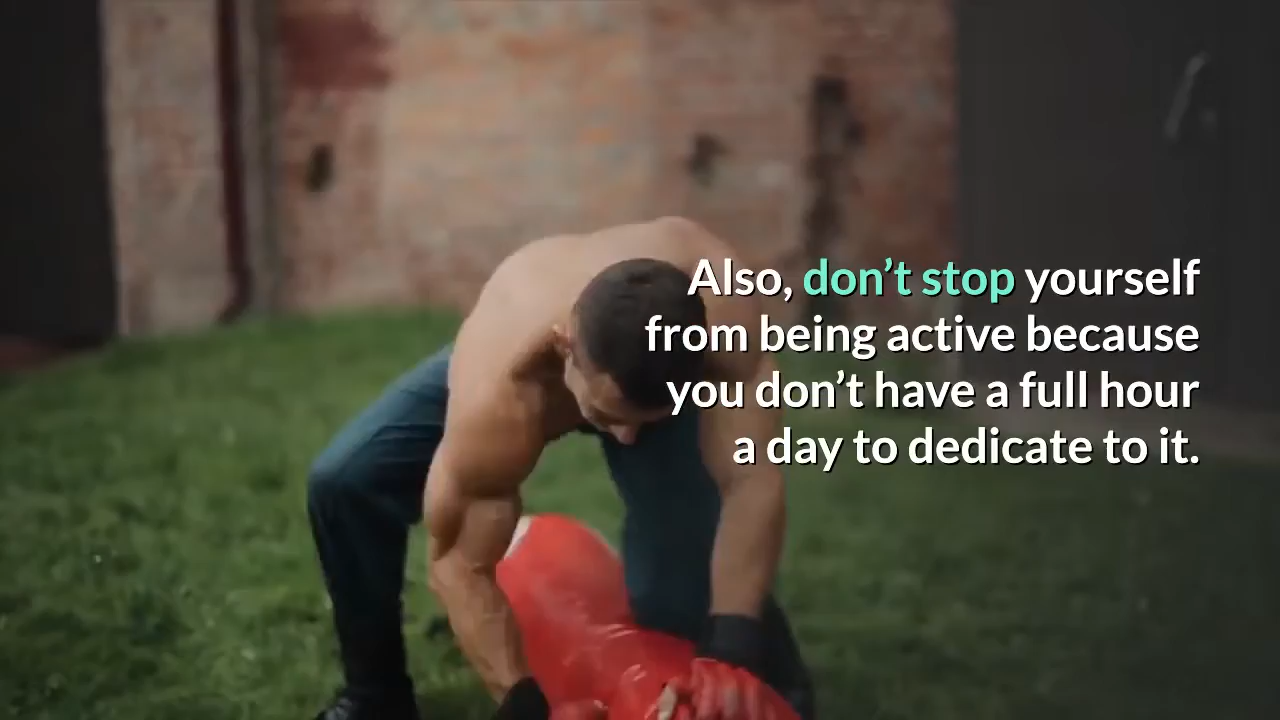 Also, don’t stop yourself
from being active because
you don’t have a full hour
a day to dedicate to it.